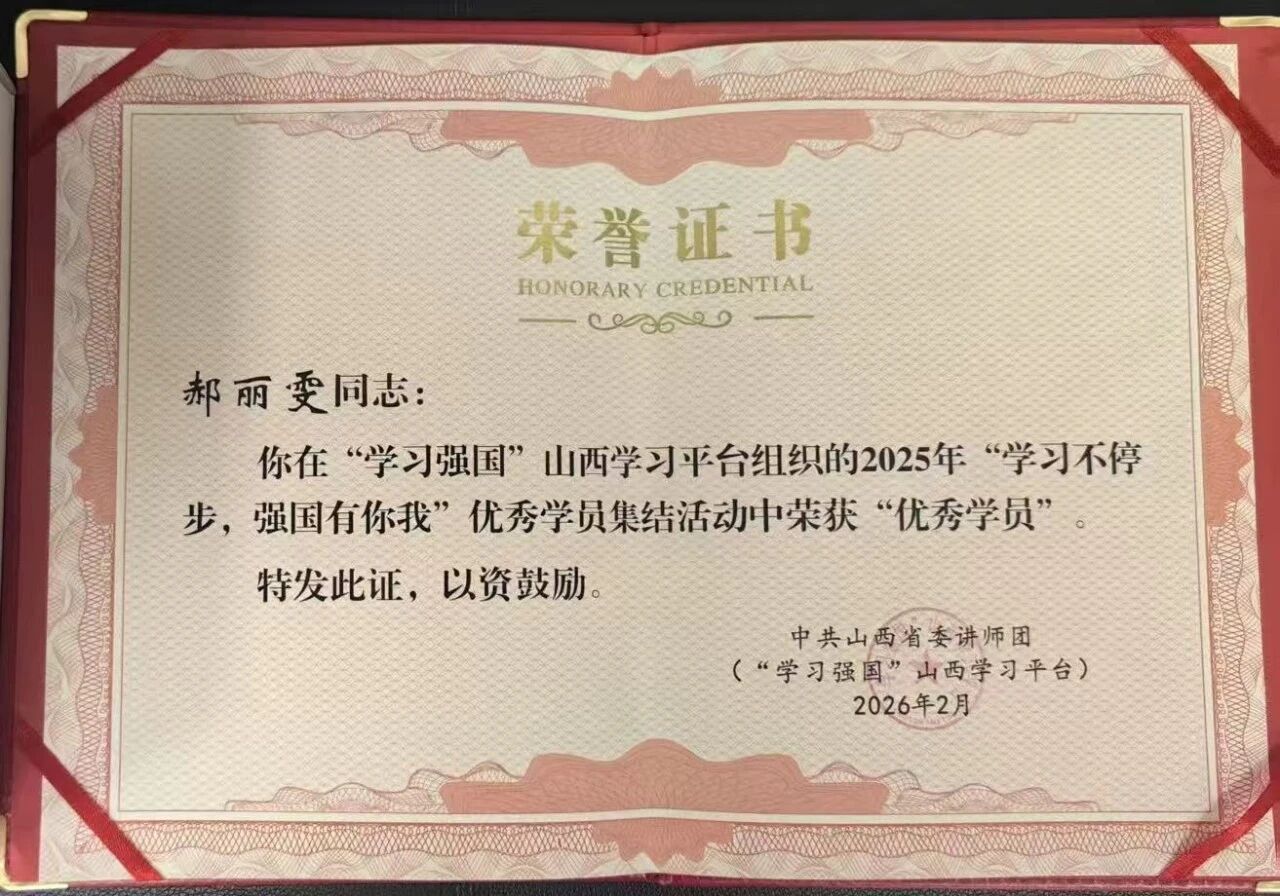 荣誉证书
HONORARY CREDENTIAL
郝丽雯同志：
你在“学习强国”山西学习平台组织的2025年“学习不停
步，强国有你我”优秀学员集结活动中荣获“优秀学员”。
特发此证，以资鼓励。
中共山西省委讲师团
（“学习强国”山西学习平台）
2026年2月